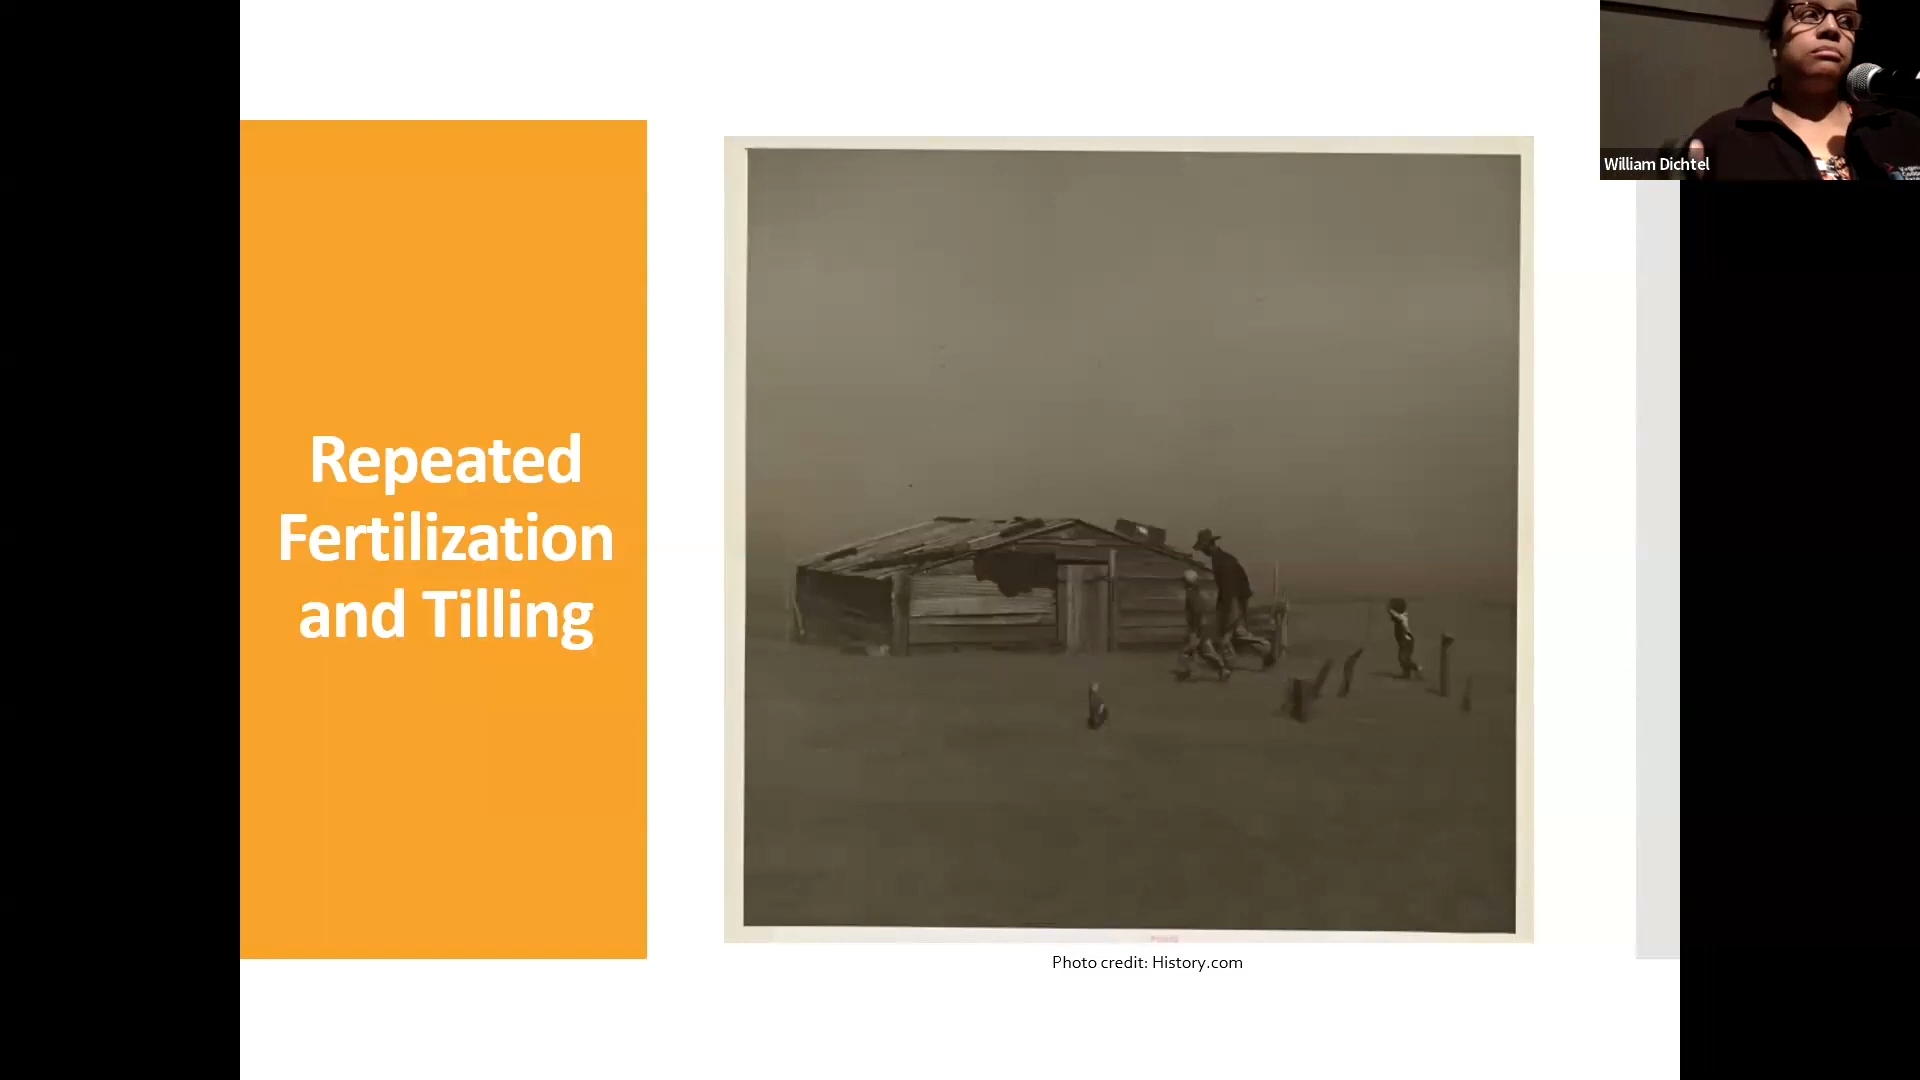 William Dichtel
Repeated
Fertilization
and Tilling
Photo credit: History.com